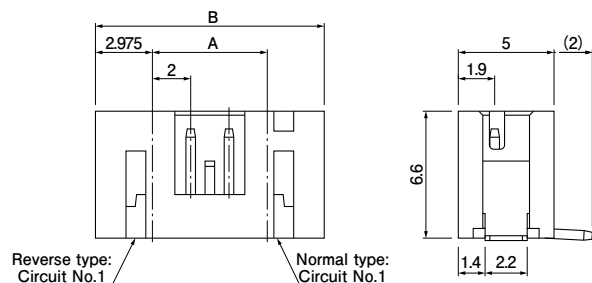 B
2.975
A
2
5
(2)
1.9
6.6
1.4
2.2
Reverse type:
Circuit No.1
Normal type:
Circuit No.1